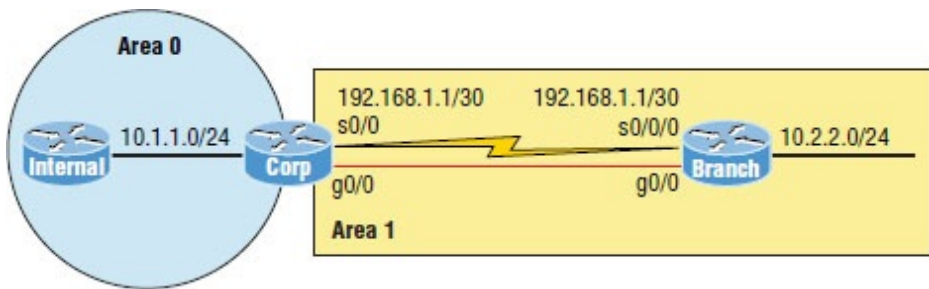 Area 0
192.168.1.1/30 192.168.1.1/30
s0/0 s0/0/0
10.1.1.0/24 10.2.2.0/24
Internal Corp Branch
g0/0 g0/0
Area 1